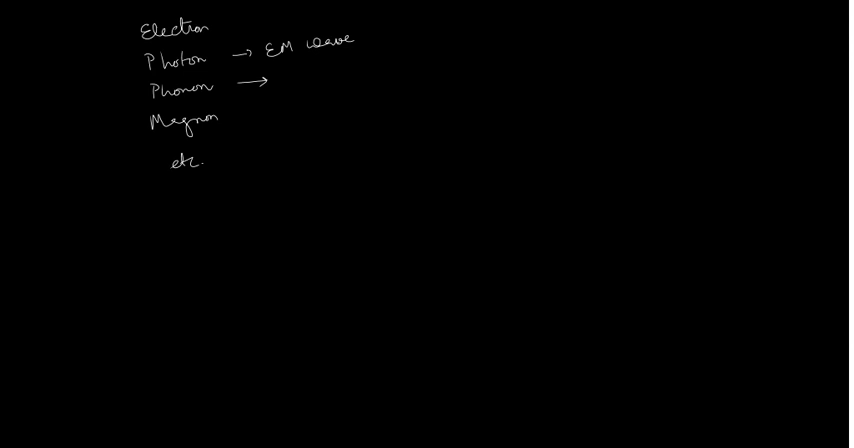 Electron
Photon → EM wave
Phonon →
Magnon
etc.